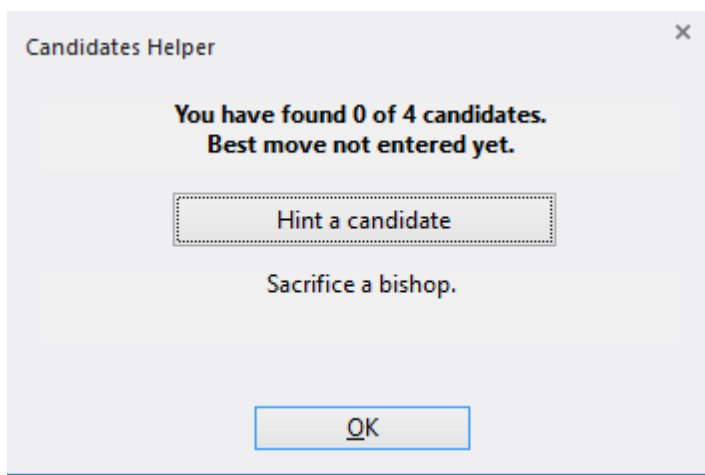 Candidates Helper
You have found 0 of 4 candidates.
Best move not entered yet.
Hint a candidate
Sacrifice a bishop.
OK